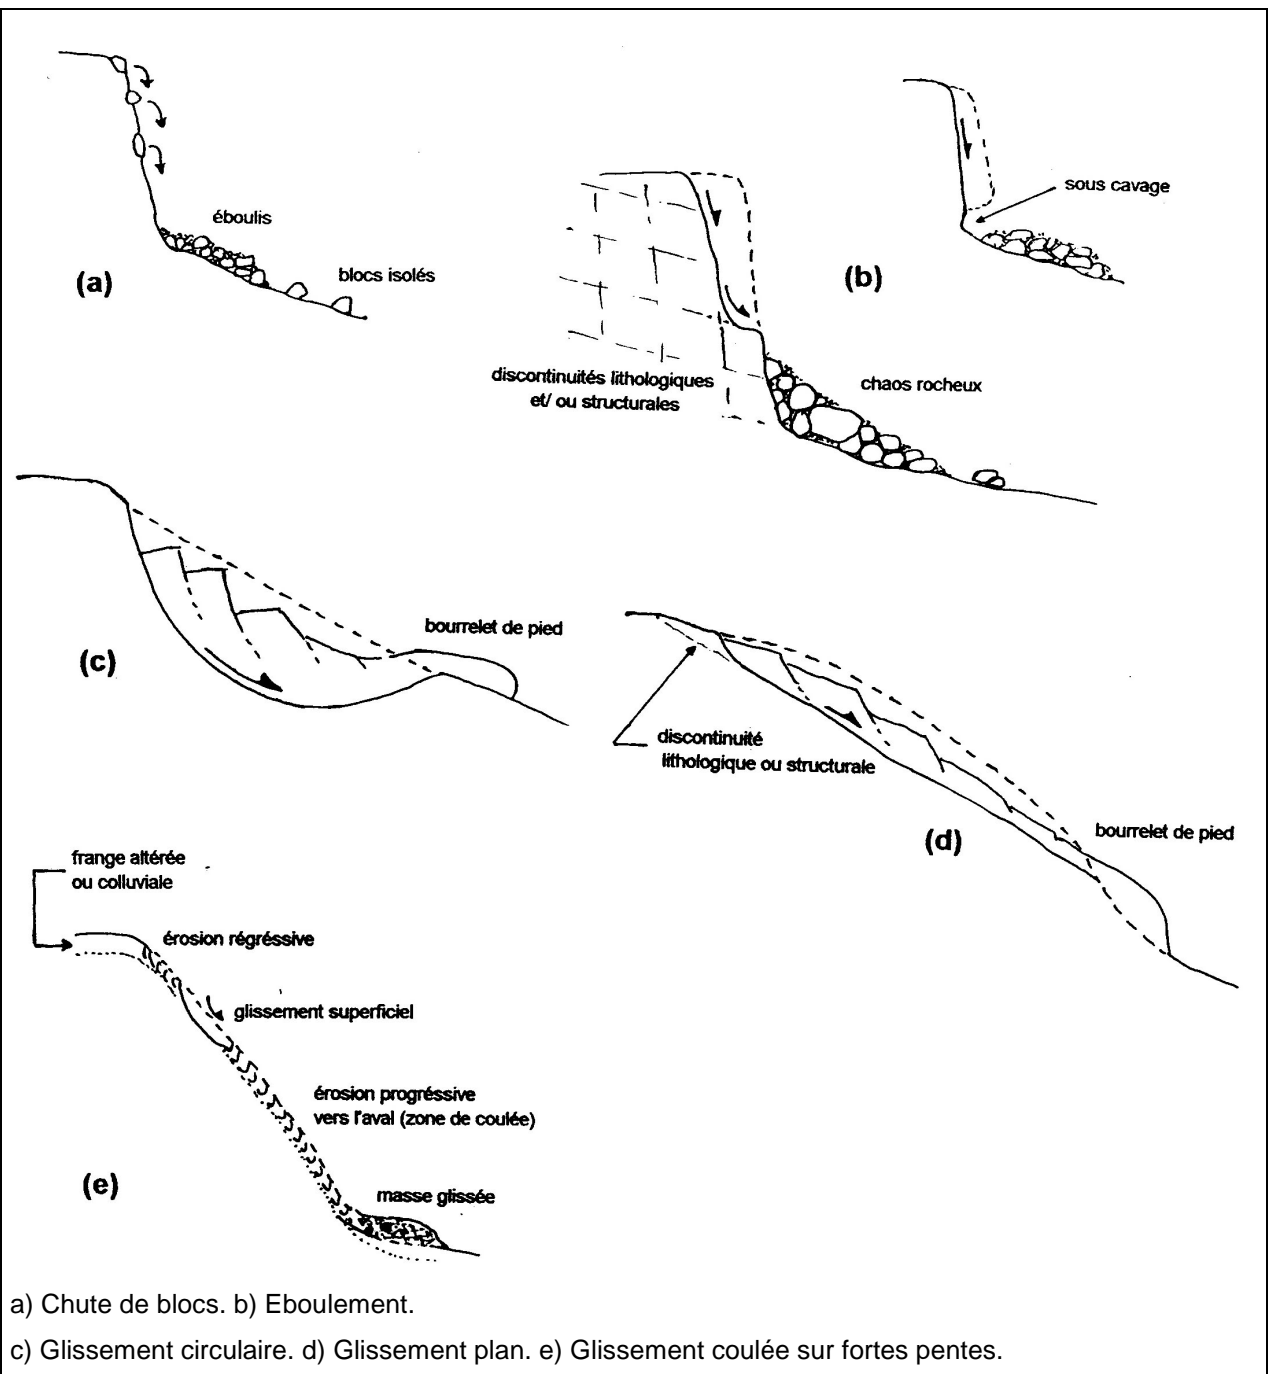 éboulis
blocs isolés
(a)
sous cavage
(b)
discontinuités lithologiques
et/ ou structurales
chaos rocheux
bourrelet de pied
(c)
discontinuité
lithologique ou structurale
bourrelet de pied
(d)
frange altérée
ou colluviale
érosion régréssive
glissement superficiel
érosion progréssive
vers l'aval (zone de coulée)
masse glissée
(e)
a) Chute de blocs. b) Eboulement.
c) Glissement circulaire. d) Glissement plan. e) Glissement coulée sur fortes pentes.